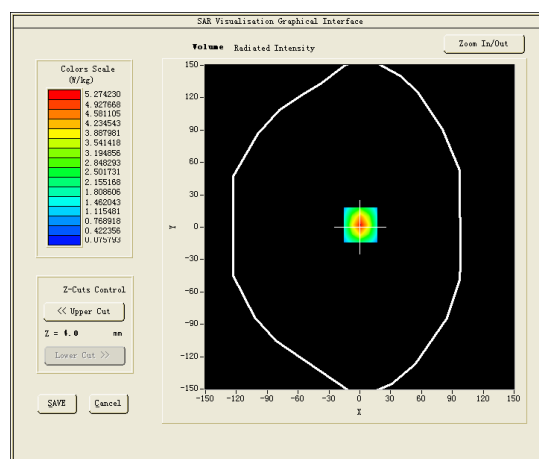 SAR Visualisation Graphical Interface
Volume Radiated Intensity
Zoom In/Out
Colors Scale
(W/kg)
5.274230
4.927668
4.581105
4.234543
3.887981
3.541418
3.194856
2.848293
2.501731
2.155168
1.808606
1.462043
1.115481
0.768918
0.422356
0.075793
Z-Cuts Control
<< Upper Cut
Z = 4.0 mm
Lower Cut >>
SAVE Cancel
150
120
90
60
30
0
-30
-60
-90
-120
-150
Y
-150 -120 -90 -60 -30 0 30 60 90 120 150
X